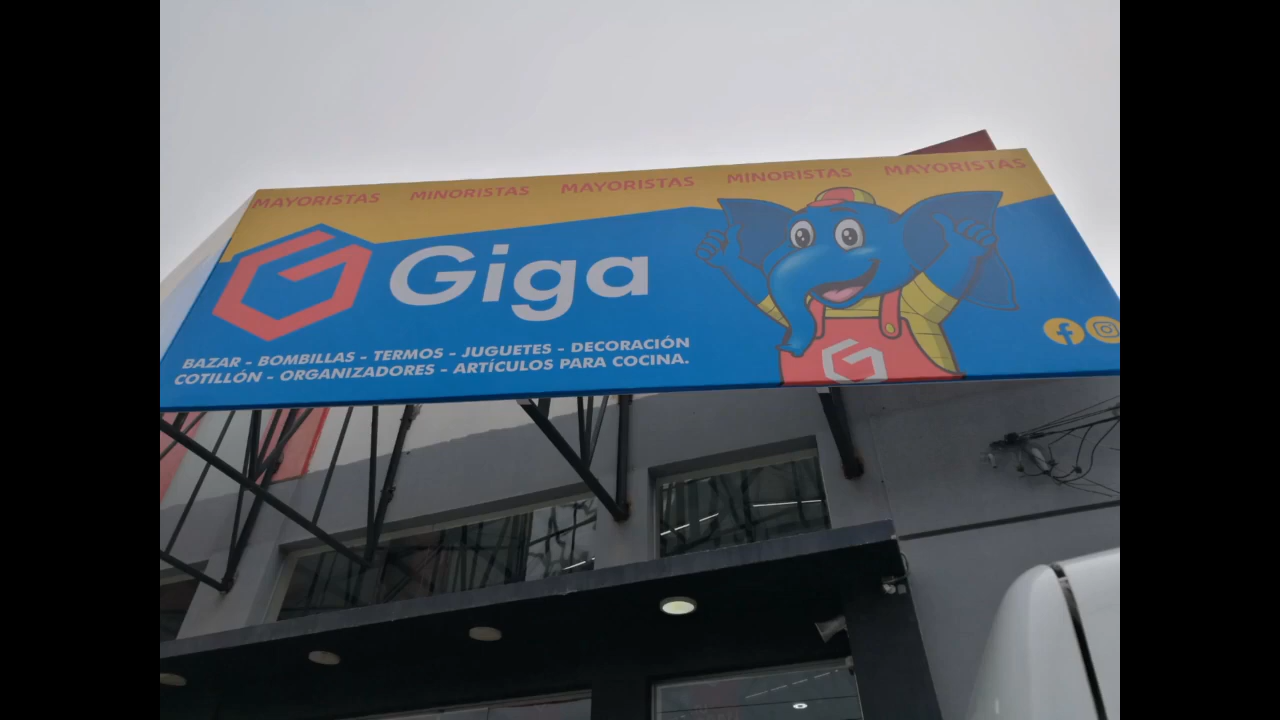 MAYORISTAS MINORISTAS MAYORISTAS MINORISTAS MAYORISTAS
G Giga
BAZAR - BOMBILLAS - TERMOS - JUGUETES - DECORACIÓN
COTILLÓN - ORGANIZADORES - ARTÍCULOS PARA COCINA.
G
f